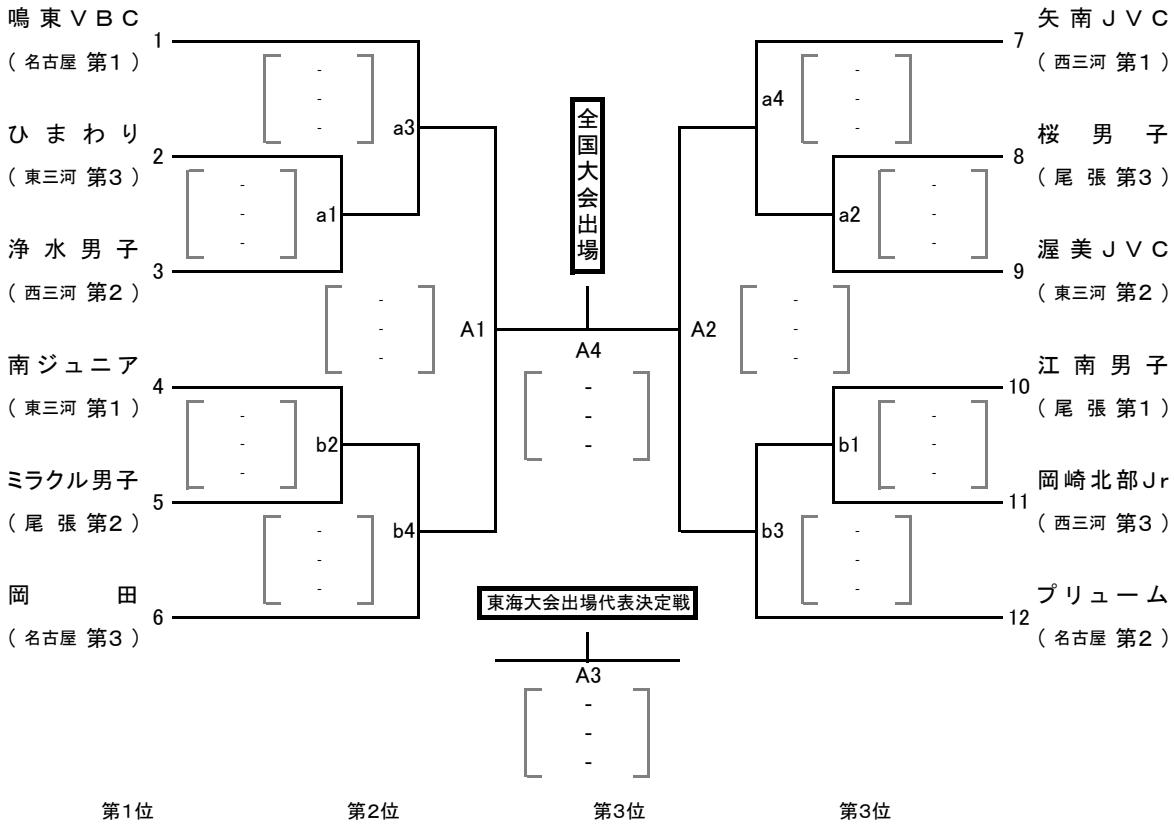 鳴東VBC
1
（ 名古屋 第1 ）
ひまわり
2
（ 東三河 第3 ）
浄水男子
3
（ 西三河 第2 ）
南ジュニア
4
（ 東三河 第1 ）
ミラクル男子
5
（ 尾張 第2 ）
岡田
6
（ 名古屋 第3 ）
- - -
a3
- - -
a1
- - -
A1
- - -
b2
- - -
b4
全国大会出場
A4
-
-
-
東海大会出場代表決定戦
A3
-
-
-
矢南JVC
7
（ 西三河 第1 ）
桜男子
8
（ 尾張 第3 ）
渥美JVC
9
（ 東三河 第2 ）
江南男子
10
（ 尾張 第1 ）
岡崎北部Jr
11
（ 西三河 第3 ）
プリューム
12
（ 名古屋 第2 ）
a4
- - -
a2
- - -
A2
- - -
b1
- - -
b3
- - -
第1位 第2位 第3位 第3位